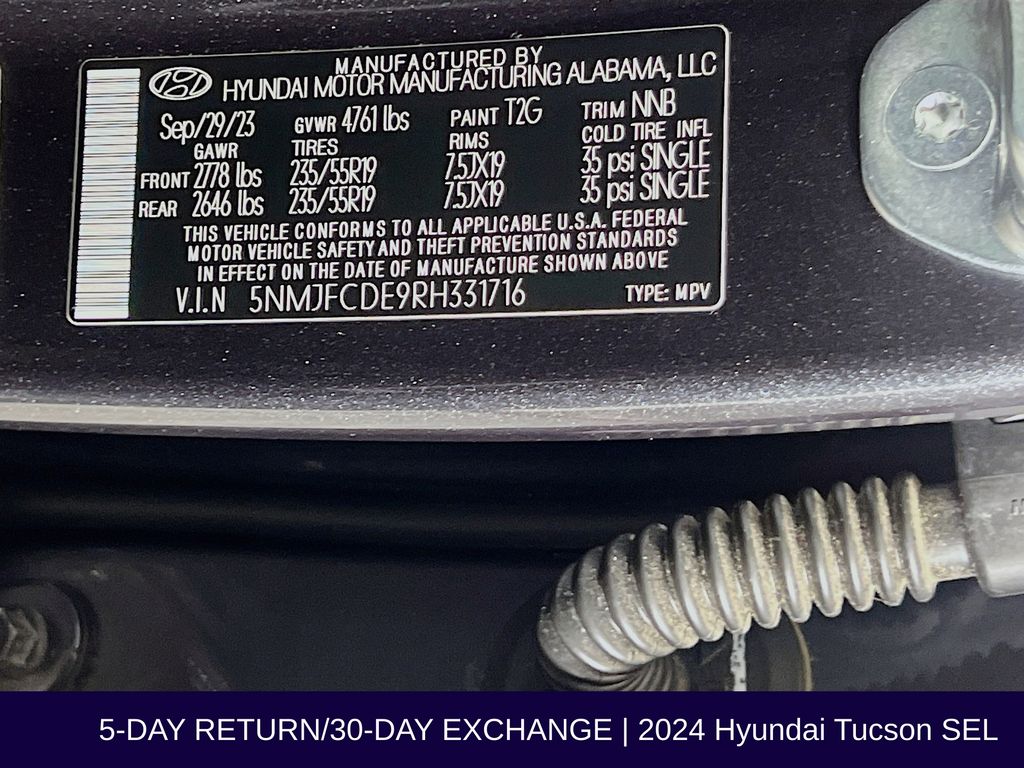 MANUFACTURED BY
HYUNDAI MOTOR MANUFACTURING ALABAMA, LLC
Sep/29/23 GVWR 4761 lbs PAINT T2G TRIM NNB
GAWR TIRES RIMS COLD TIRE INFL
FRONT 2778 lbs 235/55R19 7.5JX19 35 psi SINGLE
REAR 2646 lbs 235/55R19 7.5JX19 35 psi SINGLE
THIS VEHICLE CONFORMS TO ALL APPLICABLE U.S.A. FEDERAL
MOTOR VEHICLE SAFETY AND THEFT PREVENTION STANDARDS
IN EFFECT ON THE DATE OF MANUFACTURE SHOWN ABOVE
V.I.N 5NMJFCDE9RH331716 TYPE: MPV
5-DAY RETURN/30-DAY EXCHANGE | 2024 Hyundai Tucson SEL